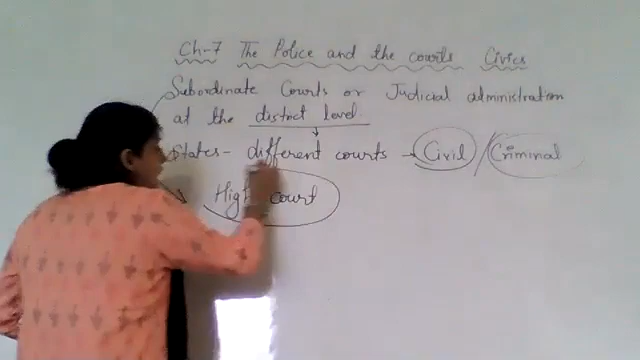 Ch-7 The Police and the courts Civics
Subordinate Courts or Judicial administration
at the district level
States - different courts → Civil / Criminal
High court